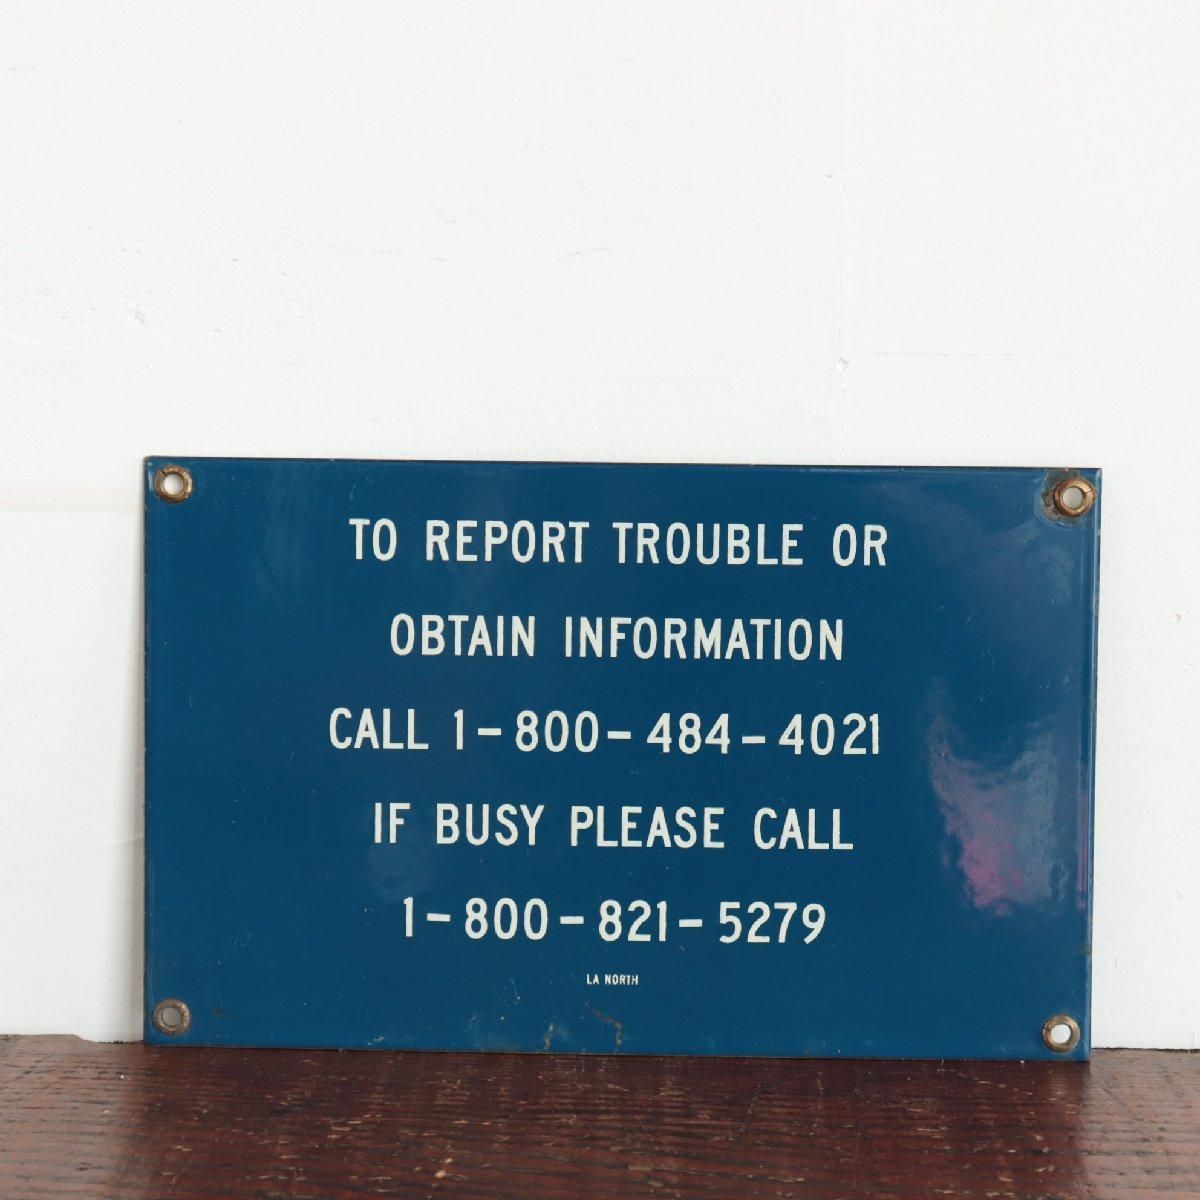 TO REPORT TROUBLE OR
OBTAIN INFORMATION
CALL 1-800-484-4021
IF BUSY PLEASE CALL
1-800-821-5279
LA NORTH